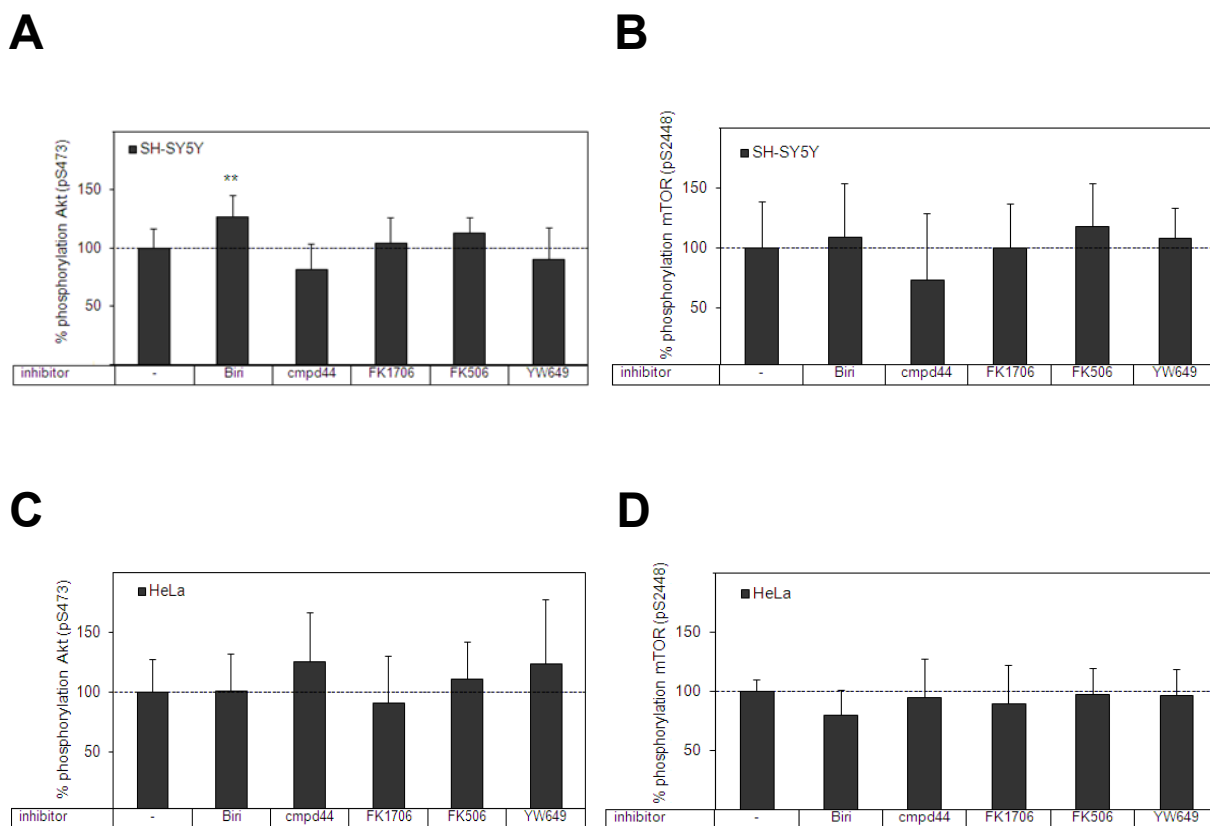 A
B
% phosphorylation Akt (pS473)
150
100
50
SH-SY5Y
**
inhibitor - Biri cmpd44 FK1706 FK506 YW649
% phosphorylation mTOR (pS2448)
150
100
50
SH-SY5Y
inhibitor - Biri cmpd44 FK1706 FK506 YW649
C
D
% phosphorylation Akt (pS473)
150
100
50
HeLa
inhibitor - Biri cmpd44 FK1706 FK506 YW649
% phosphorylation mTOR (pS2448)
150
100
50
HeLa
inhibitor - Biri cmpd44 FK1706 FK506 YW649